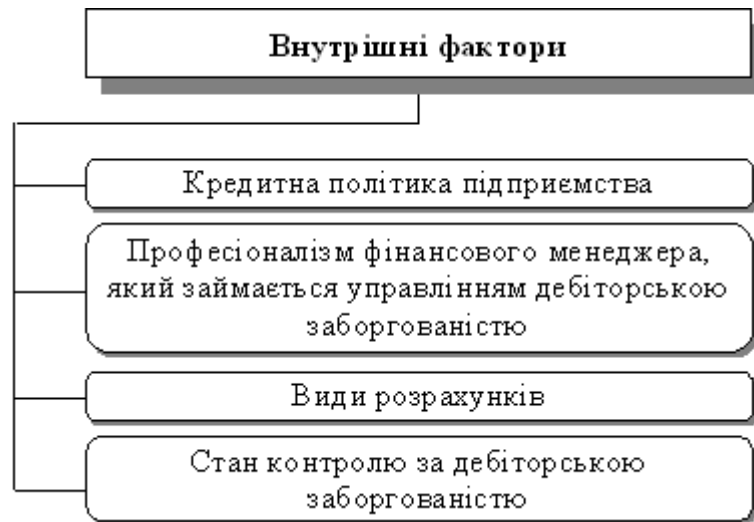 Внутрішні фактори
Кредитна політика підприємства
Професіоналізм фінансового менеджера,
який займається управлінням дебіторською
заборгованістю
Види розрахунків
Стан контролю за дебіторською
заборгованістю